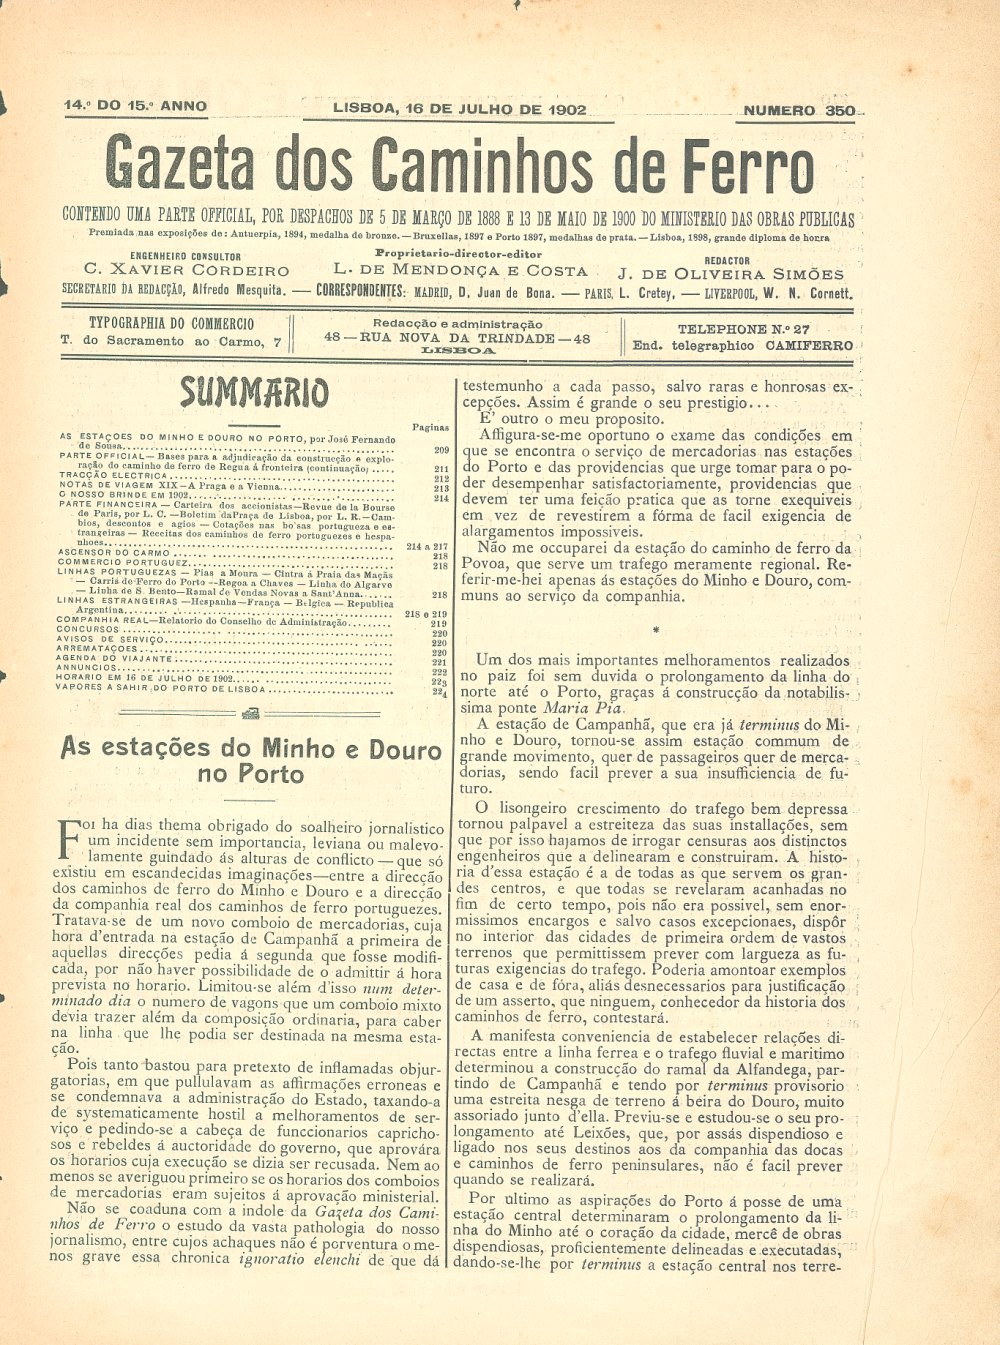 14.º DO 15.º ANNO
LISBOA, 16 DE JULHO DE 1902
NUMERO 350
Gazeta dos Caminhos de Ferro
CONTENDO UMA PARTE OFFICIAL, POR DESPACHOS DE 5 DE MARÇO DE 1888 E 13 DE MAIO DE 1900 DO MINISTERIO DAS OBRAS PUBLICAS
Premiada nas exposições de: Antuerpia, 1894, medalha de bronze. — Bruxellas, 1897 e Porto 1897, medalhas de prata. — Lisboa, 1898, grande diploma de honra
ENGENHEIRO CONSULTOR
C. XAVIER CORDEIRO
Proprietario-director-editor
L. DE MENDONÇA E COSTA
REDACTOR
J. DE OLIVEIRA SIMÕES
SECRETARIO DA REDACÇÃO, Alfredo Mesquita. — CORRESPONDENTES: MADRID, D. Juan de Bona. — PARIS, L. Cretey, — LIVERPOOL, W. N. Cornett.
TYPOGRAPHIA DO COMMERCIO
T. do Sacramento ao Carmo, 7
Redacção e administração
48 — RUA NOVA DA TRINDADE — 48
LISBOA
TELEPHONE N.º 27
End. telegraphico CAMIFERRO
SUMMARIO
Paginas
AS ESTAÇÕES DO MINHO E DOURO NO PORTO, por José Fernando
de Sousa. 209
PARTE OFFICIAL — Bases para a adjudicação da construcção e explo-
ração do caminho de ferro de Regua á fronteira (continuação) 211
TRACÇÃO ELECTRICA 212
NOTAS DE VIAGEM XIX — A Praga e a Vienna 213
O NOSSO BRINDE EM 1902 214
PARTE FINANCEIRA — Carteira dos accionistas — Revue de la Bourse
de Paris, por L. C. — Boletim da Praça de Lisboa, por L. R. — Cam-
bios, descontos e agios — Cotações nas bolsas portugueza e es-
trangeiras — Receitas dos caminhos de ferro portuguezes e hespa-
nhoes 214 a 217
ASCENSOR DO CARMO 218
COMMERCIO PORTUGUEZ 218
LINHAS PORTUGUEZAS — Pias a Moura — Cintra á Praia das Maçãs
— Carris de Ferro do Porto — Regoa a Chaves — Linha do Algarve
— Linha de S. Bento — Ramal de Vendas Novas a Sant'Anna 218
LINHAS ESTRANGEIRAS — Hespanha — França — Belgica — Republica
Argentina 218 e 219
COMPANHIA REAL — Relatorio do Conselho de Administração 219
CONCURSOS 220
AVISOS DE SERVIÇO 220
ARREMATAÇÕES 220
AGENDA DO VIAJANTE 221
ANNUNCIOS 222
HORARIO EM 16 DE JULHO DE 1902 223
VAPORES A SAHIR DO PORTO DE LISBOA 224
As estações do Minho e Douro
no Porto
Foi ha dias thema obrigado do soalheiro jornalistico
um incidente sem importancia, leviana ou malevo-
lamente guindado ás alturas de conflicto — que só
existiu em escandecidas imaginações — entre a direcção
dos caminhos de ferro do Minho e Douro e a direcção
da companhia real dos caminhos de ferro portuguezes.
Tratava-se de um novo comboio de mercadorias, cuja
hora d'entrada na estação de Campanhã a primeira de
aquellas direcções pedia á segunda que fosse modifi-
cada, por não haver possibilidade de o admittir á hora
prevista no horario. Limitou-se além d'isso num deter-
minado dia o numero de vagons que um comboio mixto
devia trazer além da composição ordinaria, para caber
na linha que lhe podia ser destinada na mesma esta-
ção.
Pois tanto bastou para pretexto de inflamadas objur-
gatorias, em que pullulavam as affirmações erroneas e
se condemnava a administração do Estado, taxando-a
de systematicamente hostil a melhoramentos de ser-
viço e pedindo-se a cabeça de funccionarios capricho-
sos e rebeldes á auctoridade do governo, que aprovára
os horarios cuja execução se dizia ser recusada. Nem ao
menos se averiguou primeiro se os horarios dos comboios
de mercadorias eram sujeitos á aprovação ministerial.
Não se coaduna com a indole da Gazeta dos Cami-
nhos de Ferro o estudo da vasta pathologia do nosso
jornalismo, entre cujos achaques não é porventura o me-
nos grave essa chronica ignoratio elenchi de que dá
testemunho a cada passo, salvo raras e honrosas ex-
cepções. Assim é grande o seu prestigio...
E' outro o meu proposito.
Affigura-se-me oportuno o exame das condições em
que se encontra o serviço de mercadorias nas estações
do Porto e das providencias que urge tomar para o po-
der desempenhar satisfactoriamente, providencias que
devem ter uma feição pratica que as torne exequiveis
em vez de revestirem a fórma de facil exigencia de
alargamentos impossiveis.
Não me occuparei da estação do caminho de ferro da
Povoa, que serve um trafego meramente regional. Re-
ferir-me-hei apenas ás estações do Minho e Douro, com-
muns ao serviço da companhia.
*
Um dos mais importantes melhoramentos realizados
no paiz foi sem duvida o prolongamento da linha do
norte até o Porto, graças á construcção da notabilis-
sima ponte Maria Pia.
A estação de Campanhã, que era já terminus do Mi-
nho e Douro, tornou-se assim estação commum de
grande movimento, quer de passageiros quer de merca-
dorias, sendo facil prever a sua insufficiencia de fu-
turo.
O lisongeiro crescimento do trafego bem depressa
tornou palpavel a estreiteza das suas installações, sem
que por isso hajamos de irrogar censuras aos distinctos
engenheiros que a delinearam e construiram. A histo-
ria d'essa estação é a de todas as que servem os gran-
des centros, e que todas se revelaram acanhadas no
fim de certo tempo, pois não era possivel, sem enor-
missimos encargos e salvo casos excepcionaes, dispôr
no interior das cidades de primeira ordem de vastos
terrenos que permittissem prever com largueza as fu-
turas exigencias do trafego. Poderia amontoar exemplos
de casa e de fóra, aliás desnecessarios para justificação
de um asserto, que ninguem, conhecedor da historia dos
caminhos de ferro, contestará.
A manifesta conveniencia de estabelecer relações di-
rectas entre a linha ferrea e o trafego fluvial e maritimo
determinou a construcção do ramal da Alfandega, par-
tindo de Campanhã e tendo por terminus provisorio
uma estreita nesga de terreno á beira do Douro, muito
assoriado junto d'ella. Previu-se e estudou-se o seu pro-
longamento até Leixões, que, por assás dispendioso e
ligado nos seus destinos aos da companhia das docas
e caminhos de ferro peninsulares, não é facil prever
quando se realizará.
Por ultimo as aspirações do Porto á posse de uma
estação central determinaram o prolongamento da li-
nha do Minho até o coração da cidade, mercê de obras
dispendiosas, proficientemente delineadas e executadas,
dando-se-lhe por terminus a estação central nos terre-